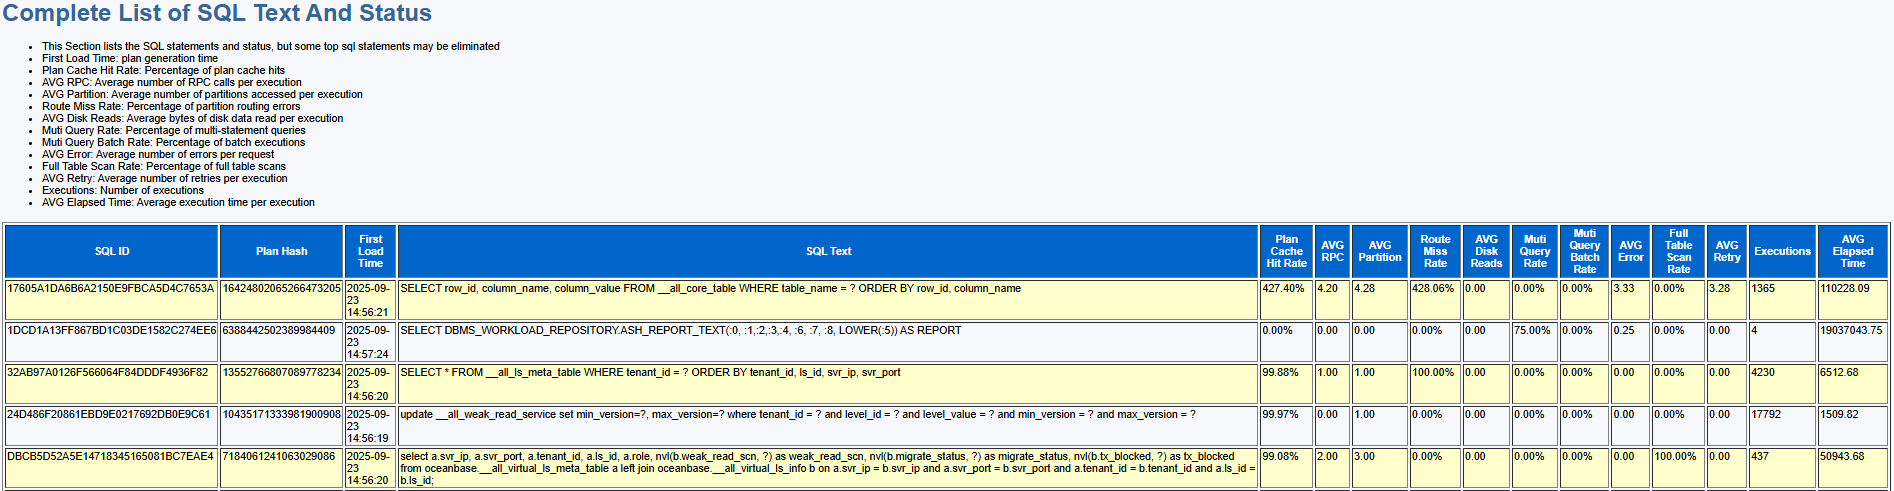 Complete List of SQL Text And Status
This Section lists the SQL statements and status, but some top sql statements may be eliminated
First Load Time: plan generation time
Plan Cache Hit Rate: Percentage of plan cache hits
AVG RPC: Average number of RPC calls per execution
AVG Partition: Average number of partitions accessed per execution
Route Miss Rate: Percentage of partition routing errors
AVG Disk Reads: Average bytes of disk data read per execution
Muti Query Rate: Percentage of multi-statement queries
Muti Query Batch Rate: Percentage of batch executions
AVG Error: Average number of errors per request
Full Table Scan Rate: Percentage of full table scans
AVG Retry: Average number of retries per execution
Executions: Number of executions
AVG Elapsed Time: Average execution time per execution
SQL ID Plan Hash First Load Time SQL Text Plan Cache Hit Rate AVG RPC AVG Partition Route Miss Rate AVG Disk Reads Muti Query Rate Muti Query Batch Rate AVG Error Full Table Scan Rate AVG Retry Executions AVG Elapsed Time
17605A1DA6B6A2150E9FBCA5D4C7653A 16424802065266473205 2025-09-23 14:56:21 SELECT row_id, column_name, column_value FROM __all_core_table WHERE table_name = ? ORDER BY row_id, column_name 427.40% 4.20 4.28 428.06% 0.00 0.00% 0.00% 3.33 0.00% 3.28 1365 110228.09
1DCD1A13FF867BD1C03DE1582C274EE6 6388442502389984409 2025-09-23 14:57:24 SELECT DBMS_WORKLOAD_REPOSITORY.ASH_REPORT_TEXT(:0, :1,:2,:3,:4, :6, :7, :8, LOWER(:5)) AS REPORT 0.00% 0.00 0.00 0.00% 0.00 75.00% 0.00% 0.25 0.00% 0.00 4 19037043.75
32AB97A0126F566064F84DDDF4936F82 13552766807089778234 2025-09-23 14:56:20 SELECT * FROM __all_ls_meta_table WHERE tenant_id = ? ORDER BY tenant_id, ls_id, svr_ip, svr_port 99.88% 1.00 1.00 100.00% 0.00 0.00% 0.00% 0.00 0.00% 0.00 4230 6512.68
24D486F20861EBD9E0217692DB0E9C61 10435171333981900908 2025-09-23 14:56:19 update __all_weak_read_service set min_version=?, max_version=? where tenant_id = ? and level_id = ? and level_value = ? and min_version = ? and max_version = ? 99.97% 0.00 1.00 0.00% 0.00 0.00% 0.00% 0.00 0.00% 0.00 17792 1509.82
DBCB5D52A5E14718345165081BC7EAE4 7184061241063029086 2025-09-23 14:56:20 select a.svr_ip, a.svr_port, a.tenant_id, a.ls_id, a.role, nvl(b.weak_read_scn, ?) as weak_read_scn, nvl(b.migrate_status, ?) as migrate_status, nvl(b.tx_blocked, ?) as tx_blocked from oceanbase.__all_virtual_ls_meta_table a left join oceanbase.__all_virtual_ls_info b on a.svr_ip = b.svr_ip and a.svr_port = b.svr_port and a.tenant_id = b.tenant_id and a.ls_id = b.ls_id; 99.08% 2.00 3.00 0.00% 0.00 0.00% 0.00% 0.00 100.00% 0.00 437 50943.68